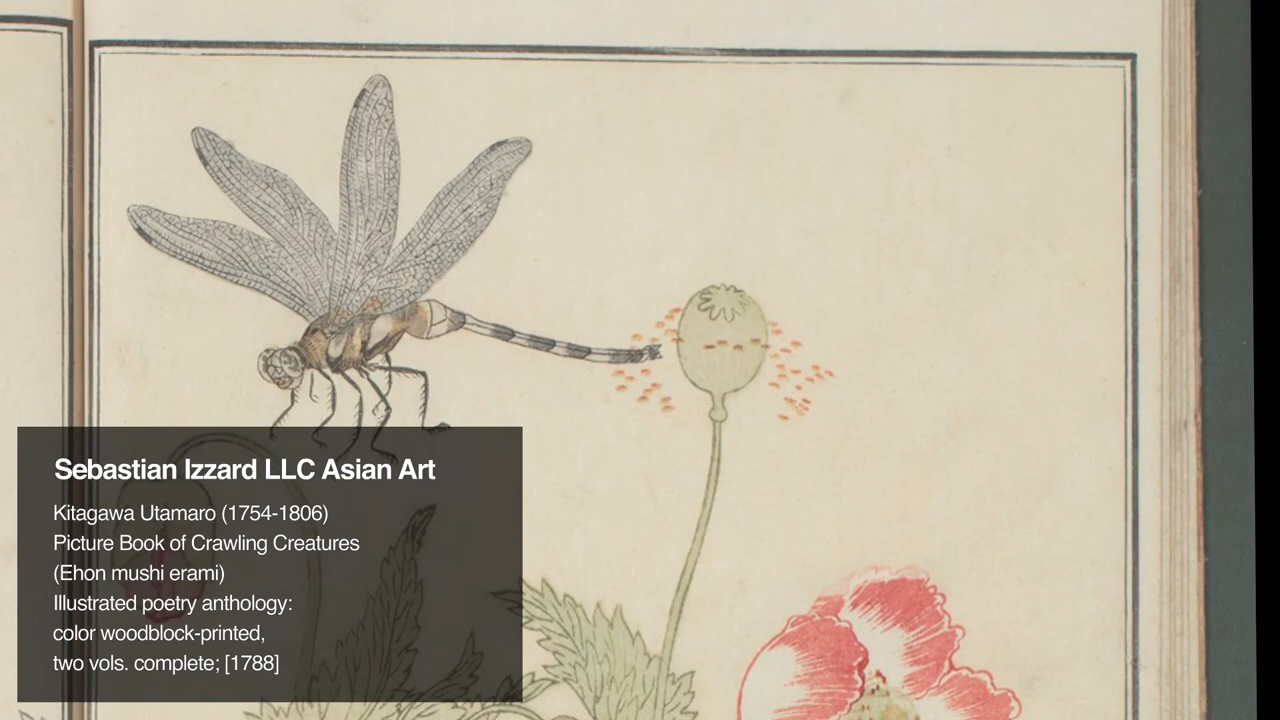 Sebastian Izzard LLC Asian Art
Kitagawa Utamaro (1754-1806)
Picture Book of Crawling Creatures
(Ehon mushi erami)
Illustrated poetry anthology:
color woodblock-printed,
two vols. complete; [1788]